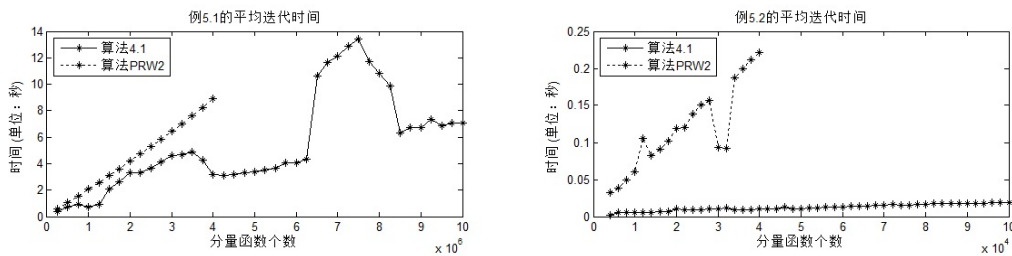 例5.1的平均迭代时间
时间(单位：秒)
14
12
10
8
6
4
2
0
算法4.1
算法PRW2
0 1 2 3 4 5 6 7 8 9 10
分量函数个数
x 10^6
例5.2的平均迭代时间
时间(单位：秒)
0.25
0.2
0.15
0.1
0.05
0
算法4.1
算法PRW2
0 1 2 3 4 5 6 7 8 9 10
分量函数个数
x 10^4